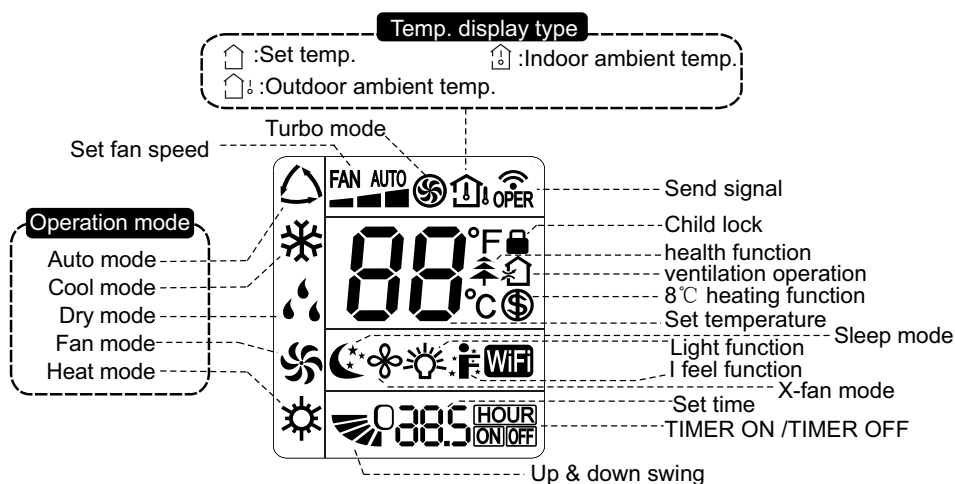 Temp. display type
:Set temp.
:Indoor ambient temp.
:Outdoor ambient temp.
Turbo mode
Set fan speed
FAN AUTO
OPER
Send signal
Operation mode
Auto mode
Cool mode
Dry mode
Fan mode
Heat mode
88
°F
°C
Child lock
health function
ventilation operation
8℃ heating function
Set temperature
Sleep mode
Light function
I feel function
WiFi
X-fan mode
Set time
038.5
HOUR
ON OFF
TIMER ON /TIMER OFF
Up & down swing